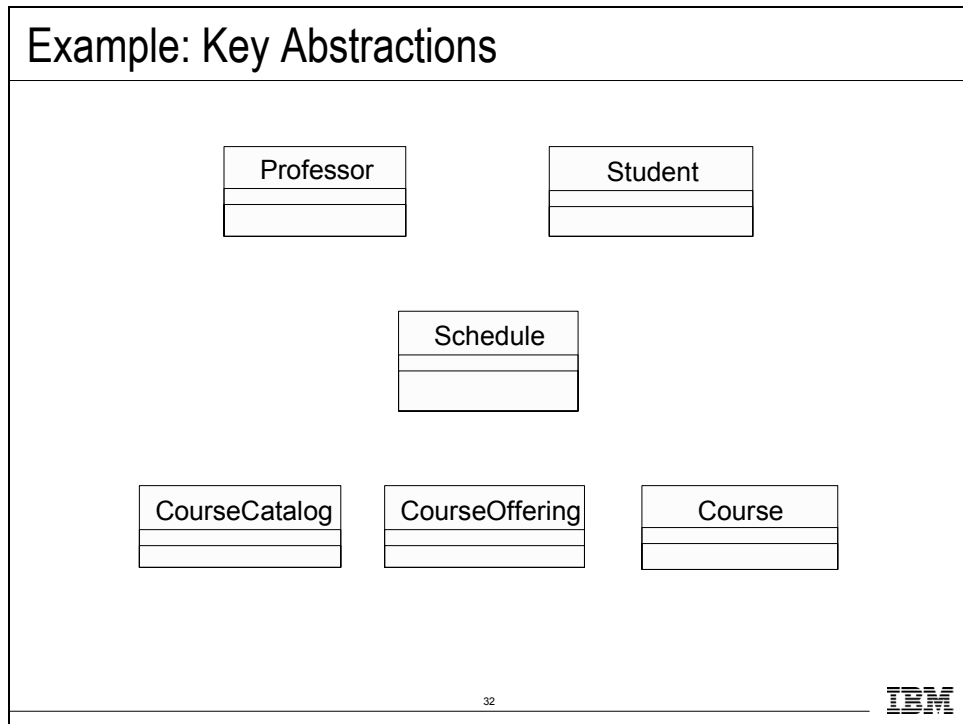 Example: Key Abstractions
Professor
Student
Schedule
CourseCatalog
CourseOffering
Course
32
IBM